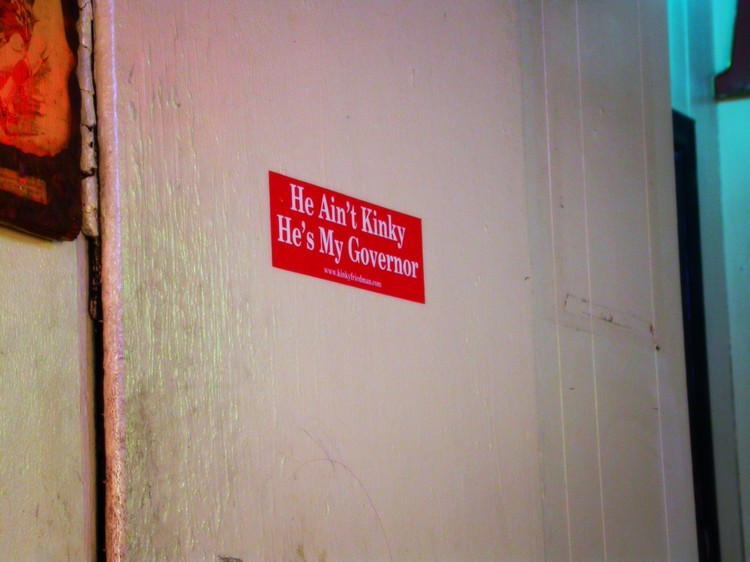 He Ain't Kinky
He's My Governor
www.kinkyfriedman.com